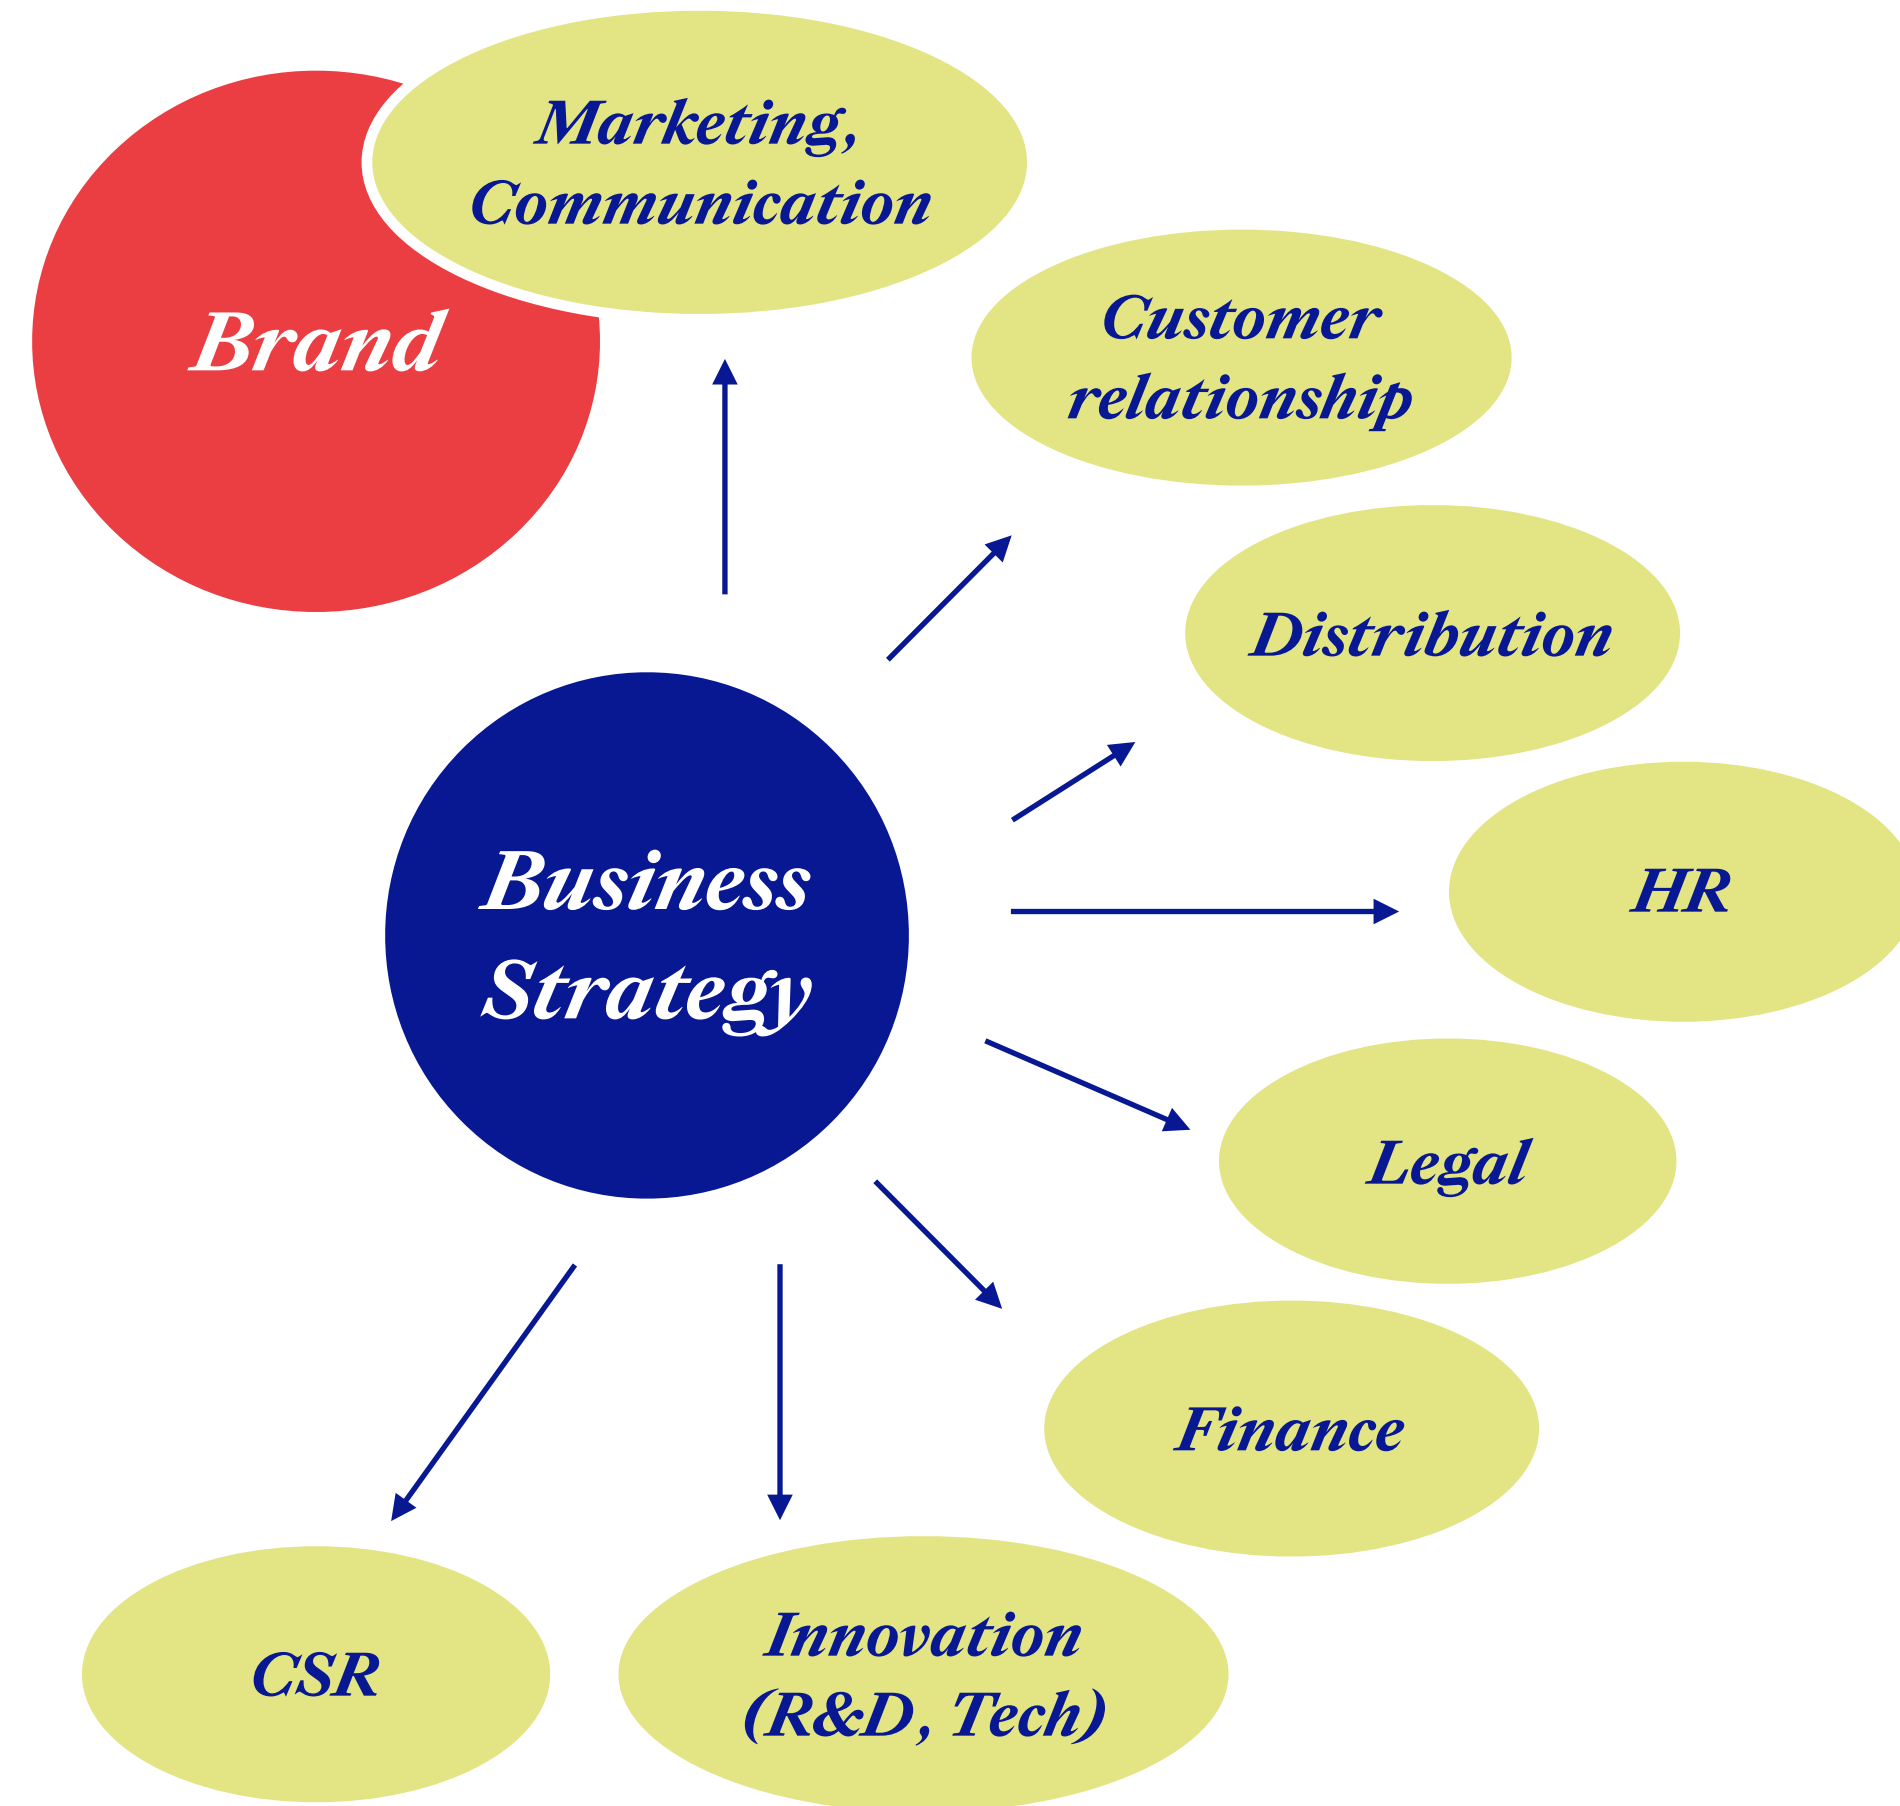 Marketing,
Communication
Brand
Customer
relationship
Distribution
Business
Strategy
HR
Legal
Finance
CSR
Innovation
(R&D, Tech)